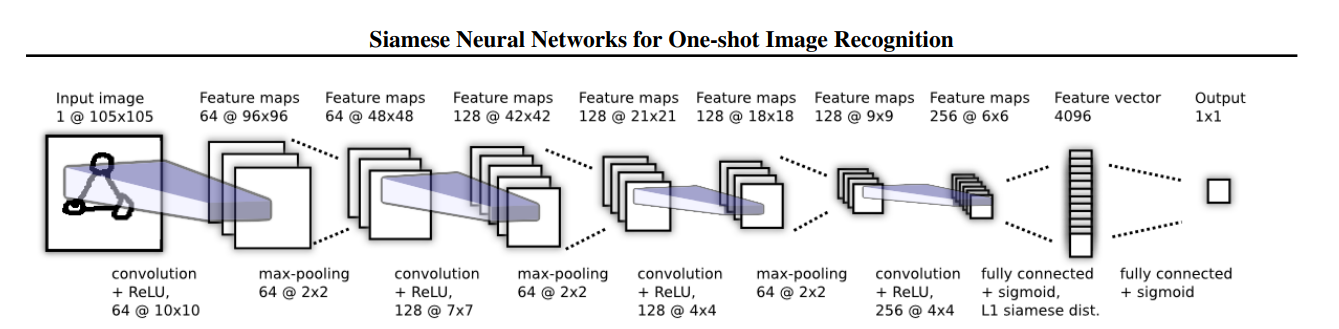 Siamese Neural Networks for One-shot Image Recognition
Input image
1 @ 105x105
Feature maps
64 @ 96x96
Feature maps
64 @ 48x48
Feature maps
128 @ 42x42
Feature maps
128 @ 21x21
Feature maps
128 @ 18x18
Feature maps
128 @ 9x9
Feature maps
256 @ 6x6
Feature vector
4096
Output
1x1
convolution
+ ReLU,
64 @ 10x10
max-pooling
64 @ 2x2
convolution
+ ReLU,
128 @ 7x7
max-pooling
64 @ 2x2
convolution
+ ReLU,
128 @ 4x4
max-pooling
64 @ 2x2
convolution
+ ReLU,
256 @ 4x4
fully connected
+ sigmoid,
L1 siamese dist.
fully connected
+ sigmoid